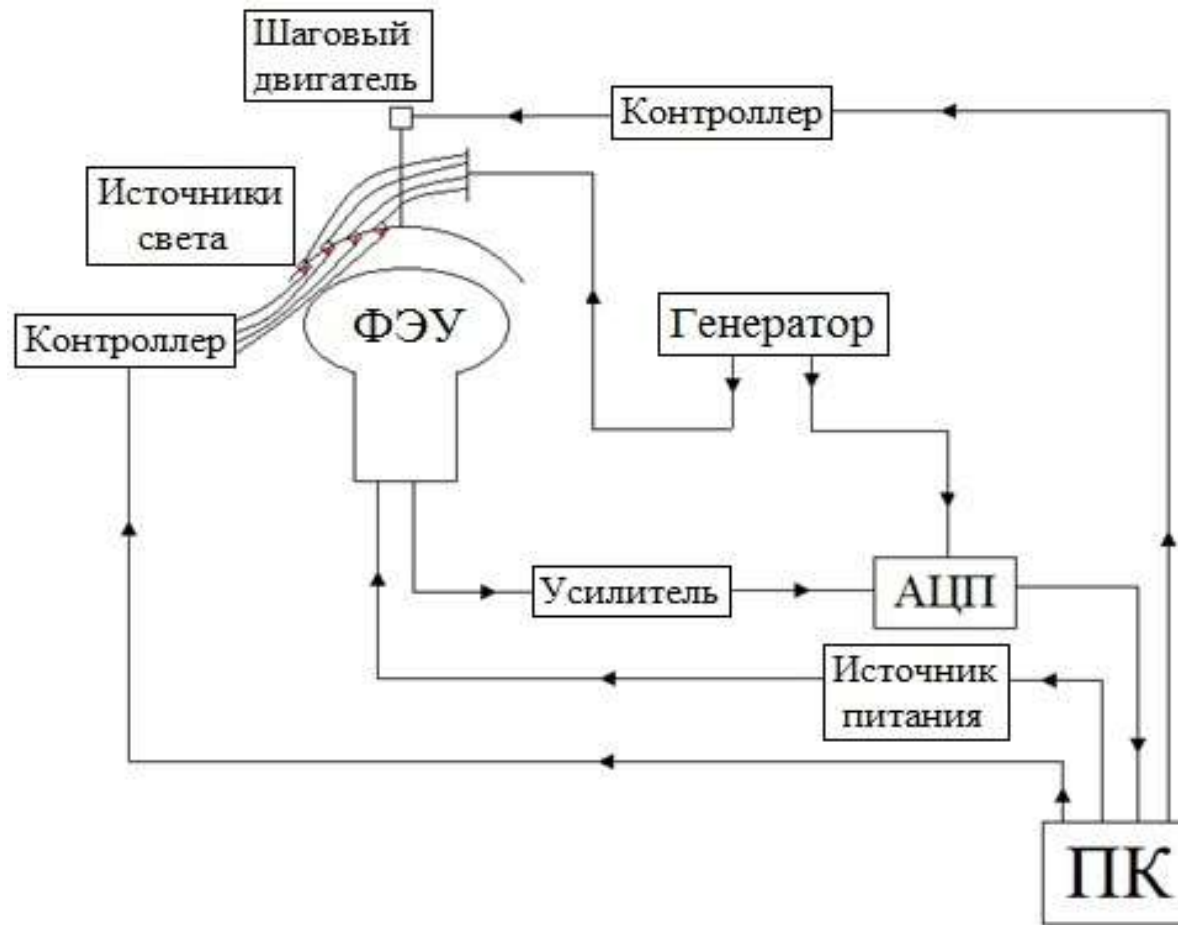 Шаговый
двигатель
Контроллер
Источники
света
Контроллер
ФЭУ
Генератор
Усилитель
АЦП
Источник
питания
ПК